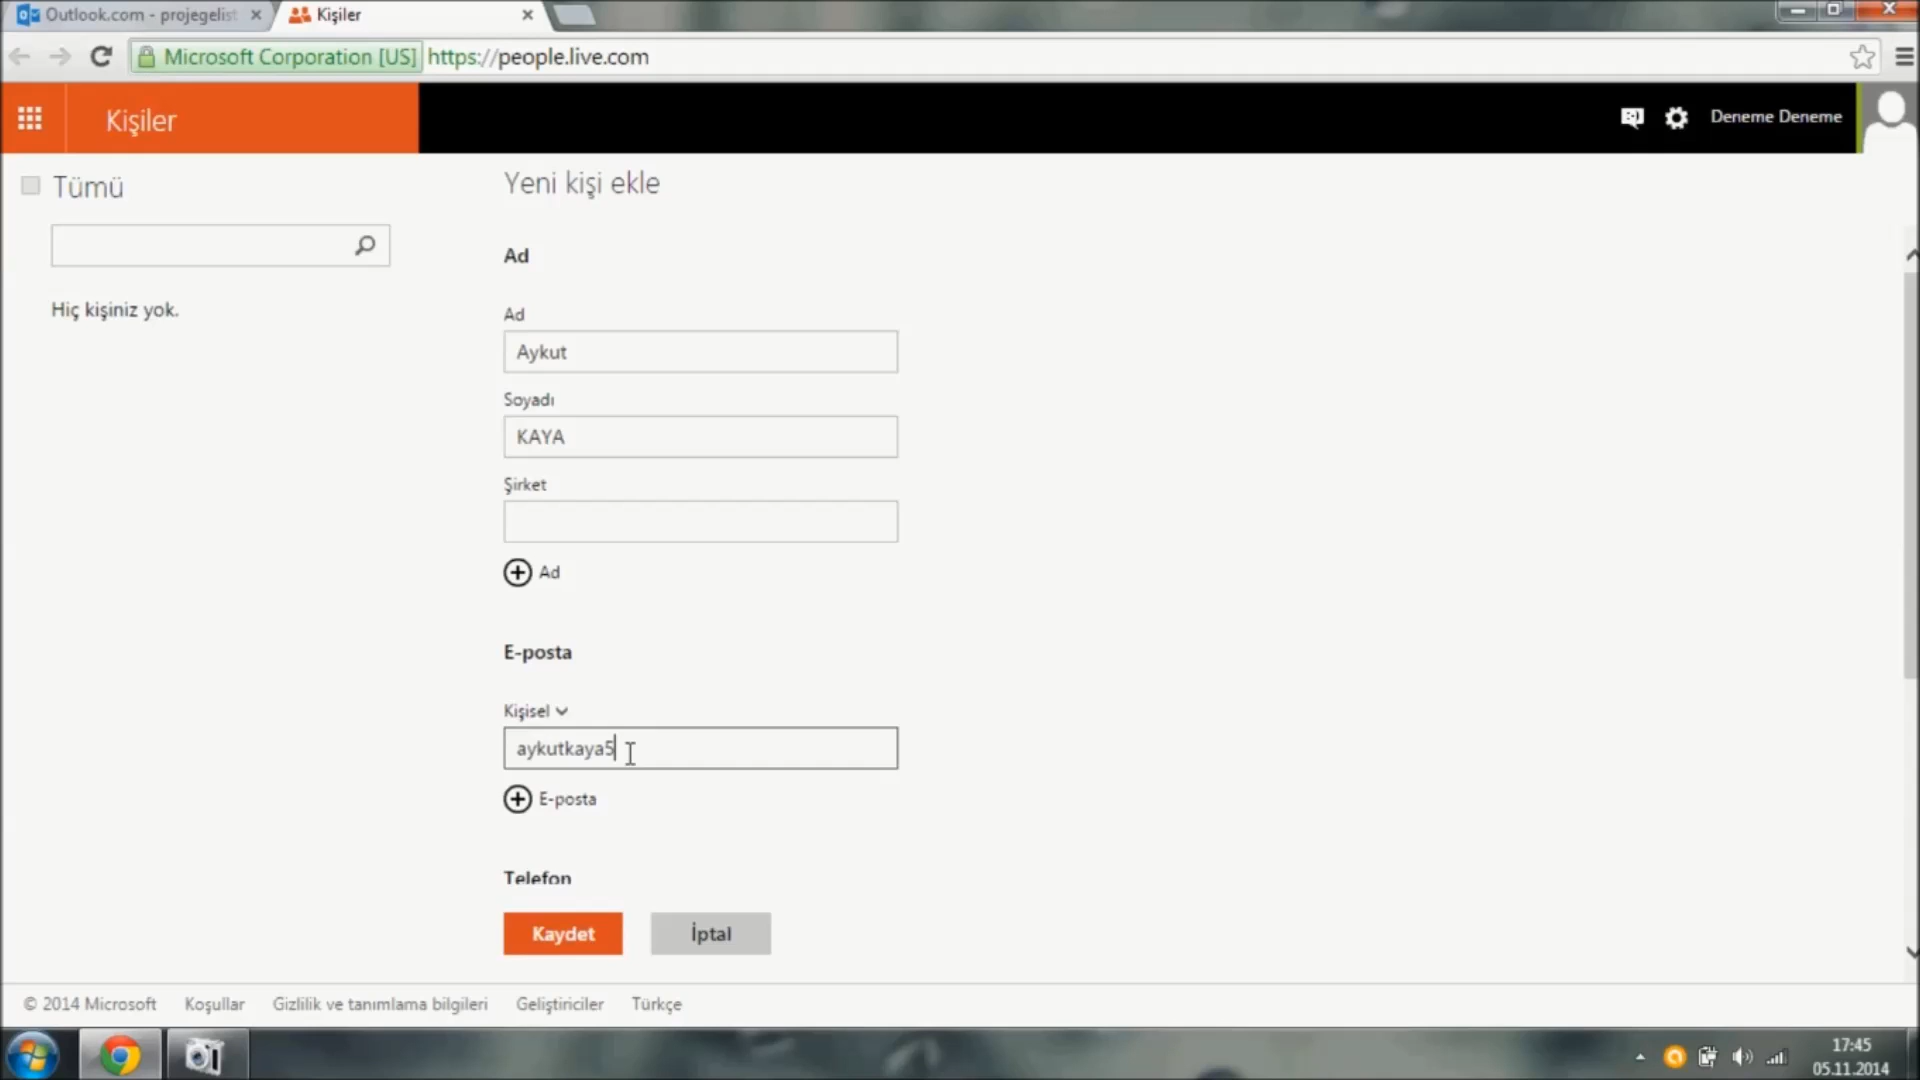 Outlook.com - projegelist
Kişiler
Microsoft Corporation [US] https://people.live.com
Kişiler
Deneme Deneme
Tümü
Hiç kişiniz yok.
Yeni kişi ekle
Ad
Ad
Aykut
Soyadı
KAYA
Şirket
Ad
E-posta
Kişisel
aykutkaya5
E-posta
Telefon
Kaydet
İptal
© 2014 Microsoft Koşullar Gizlilik ve tanımlama bilgileri Geliştiriciler Türkçe
17:45
05.11.2014